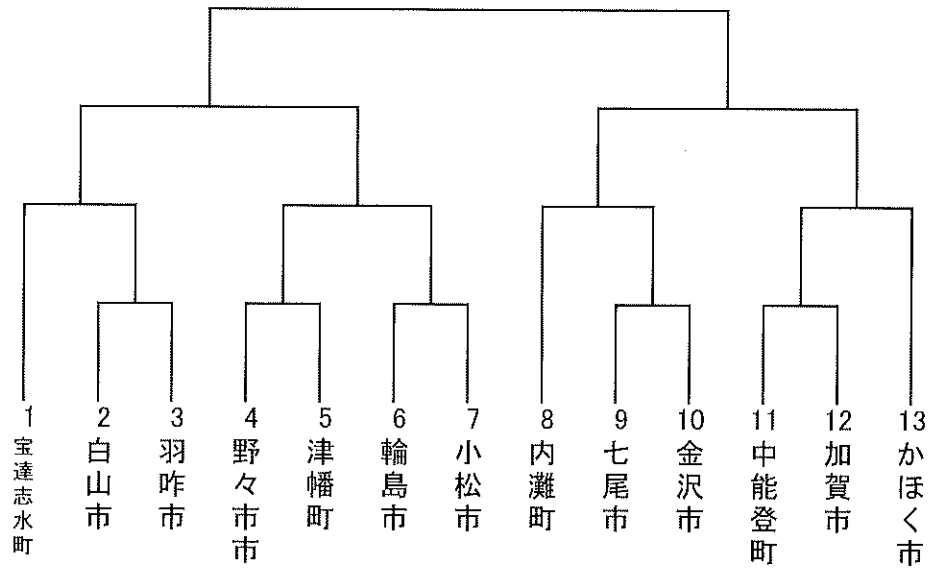 1 宝達志水町
2 白山市
3 羽咋市
4 野々市市
5 津幡町
6 輪島市
7 小松市
8 内灘町
9 七尾市
10 金沢市
11 中能登町
12 加賀市
13 かほく市